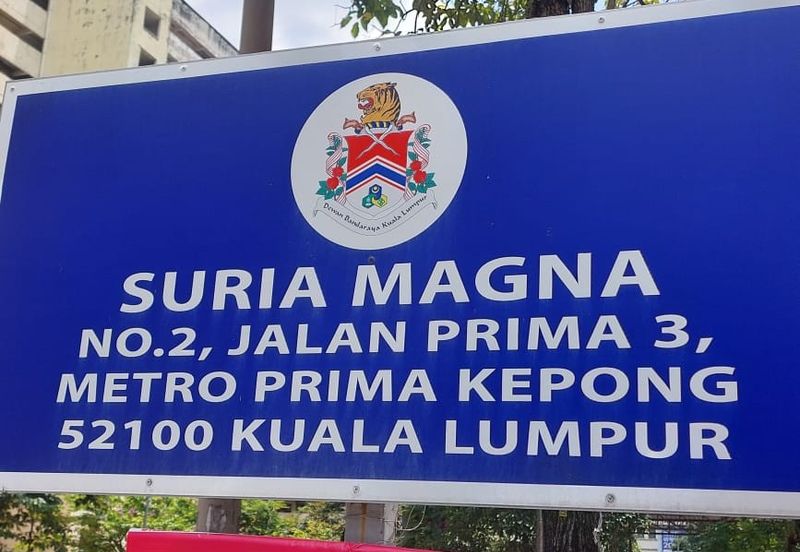 Dewan Bandaraya Kuala Lumpur
SURIA MAGNA
NO.2, JALAN PRIMA 3,
METRO PRIMA KEPONG
52100 KUALA LUMPUR